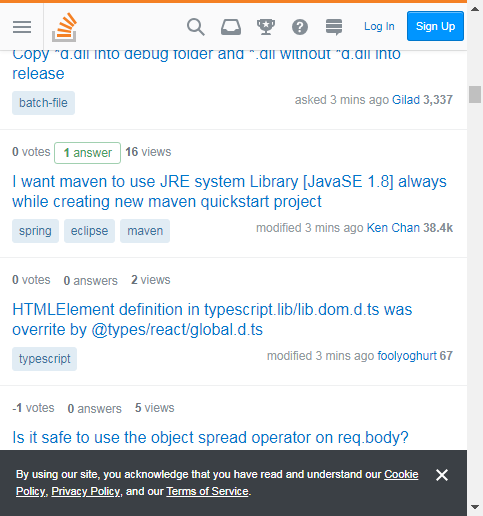 Log In Sign Up
Copy *d.dll into debug folder and *.dll without *d.dll into
release
batch-file
asked 3 mins ago Gilad 3,337
0 votes 1 answer 16 views
I want maven to use JRE system Library [JavaSE 1.8] always
while creating new maven quickstart project
spring eclipse maven
modified 3 mins ago Ken Chan 38.4k
0 votes 0 answers 2 views
HTMLElement definition in typescript.lib/lib.dom.d.ts was
overrite by @types/react/global.d.ts
typescript
modified 3 mins ago foolyoghurt 67
-1 votes 0 answers 5 views
Is it safe to use the object spread operator on req.body?
By using our site, you acknowledge that you have read and understand our Cookie
Policy, Privacy Policy, and our Terms of Service.